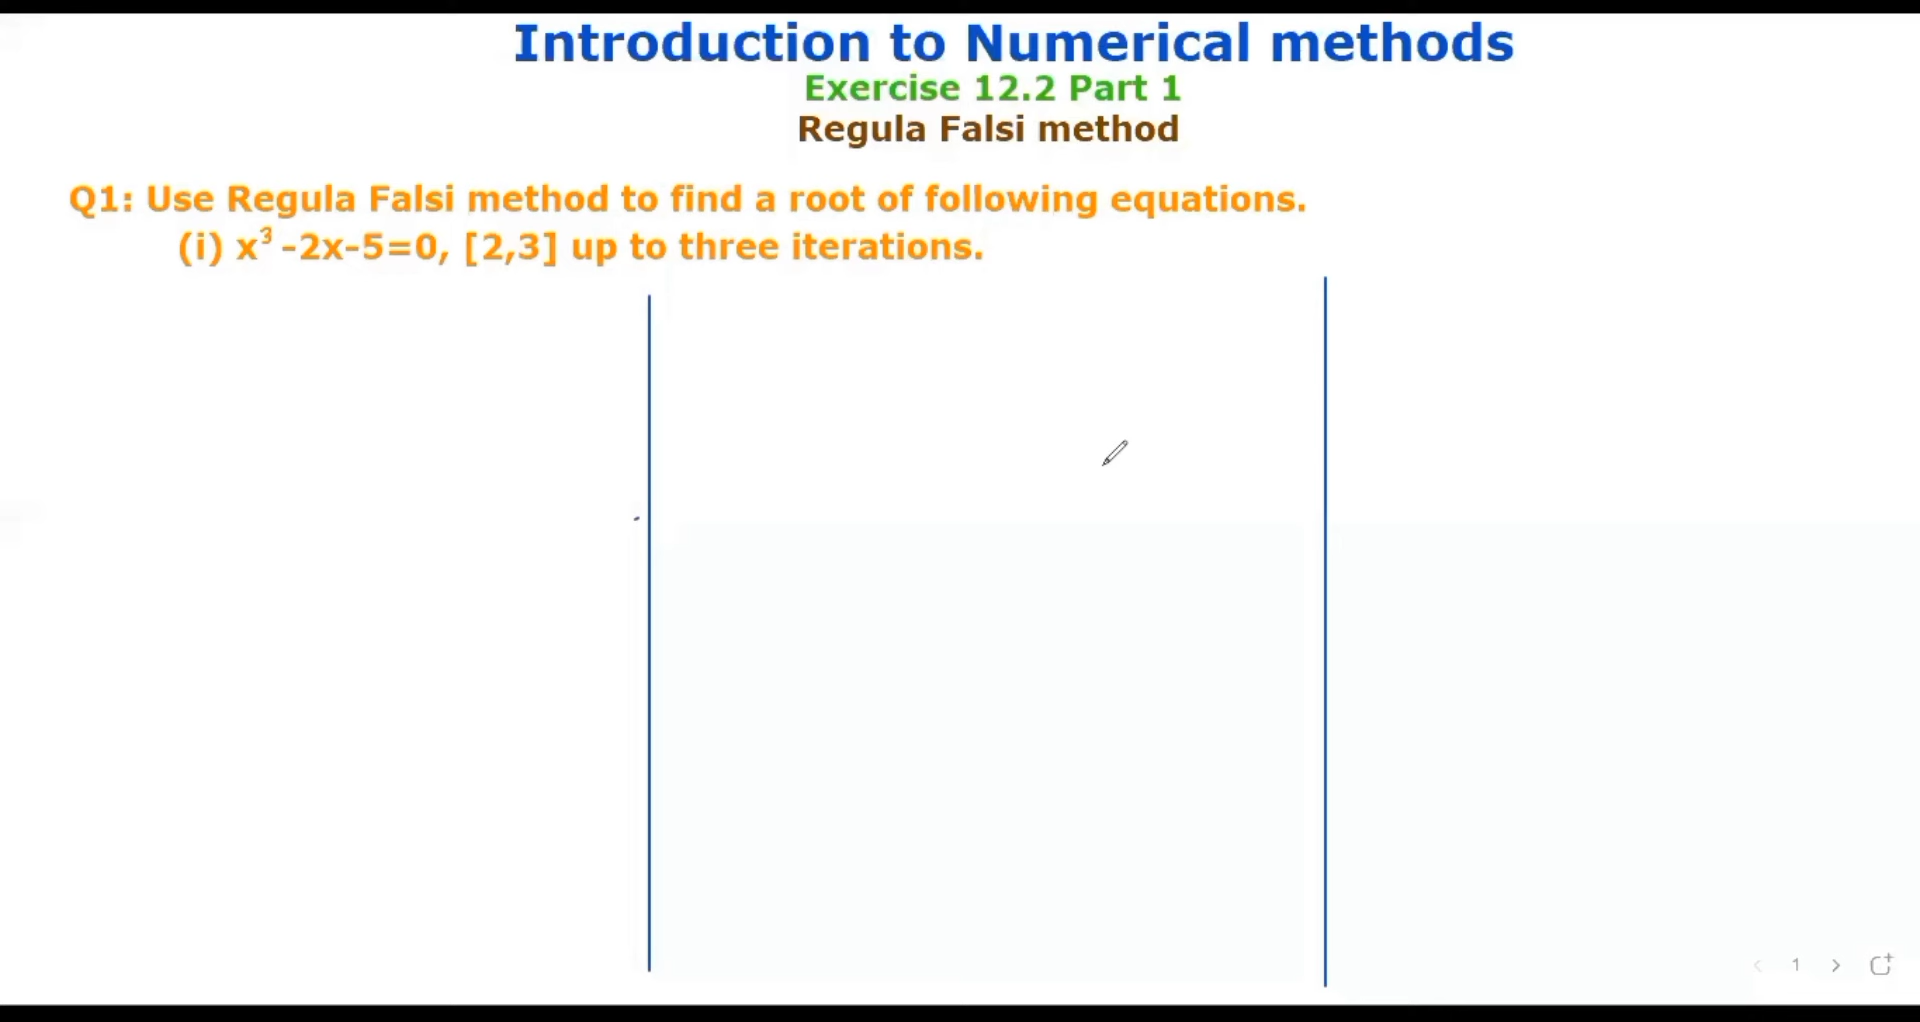 Introduction to Numerical methods
Exercise 12.2 Part 1
Regula Falsi method
Q1: Use Regula Falsi method to find a root of following equations.
(i) x³ -2x-5=0, [2,3] up to three iterations.
1